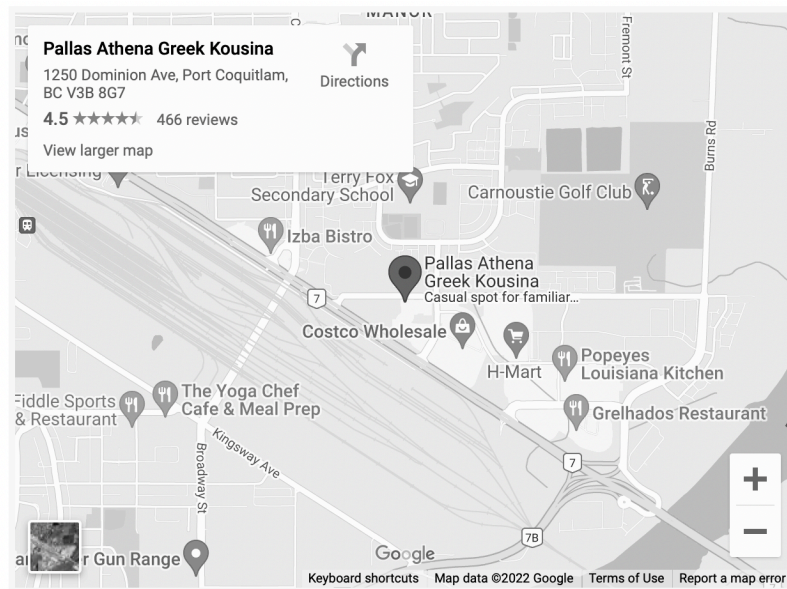 MANOR
Pallas Athena Greek Kousina
1250 Dominion Ave, Port Coquitlam,
BC V3B 8G7
4.5
466 reviews
View larger map
Directions
Fremont St
Burns Rd
r Licensing
Terry Fox
Secondary School
Carnoustie Golf Club
Izba Bistro
Pallas Athena
Greek Kousina
Casual spot for familiar...
7
Costco Wholesale
H-Mart
Popeyes
Louisiana Kitchen
Fiddle Sports
& Restaurant
The Yoga Chef
Cafe & Meal Prep
Grelhados Restaurant
Kingsway Ave
Broadway St
7
7B
r Gun Range
Google
Keyboard shortcuts
Map data ©2022 Google
Terms of Use
Report a map error